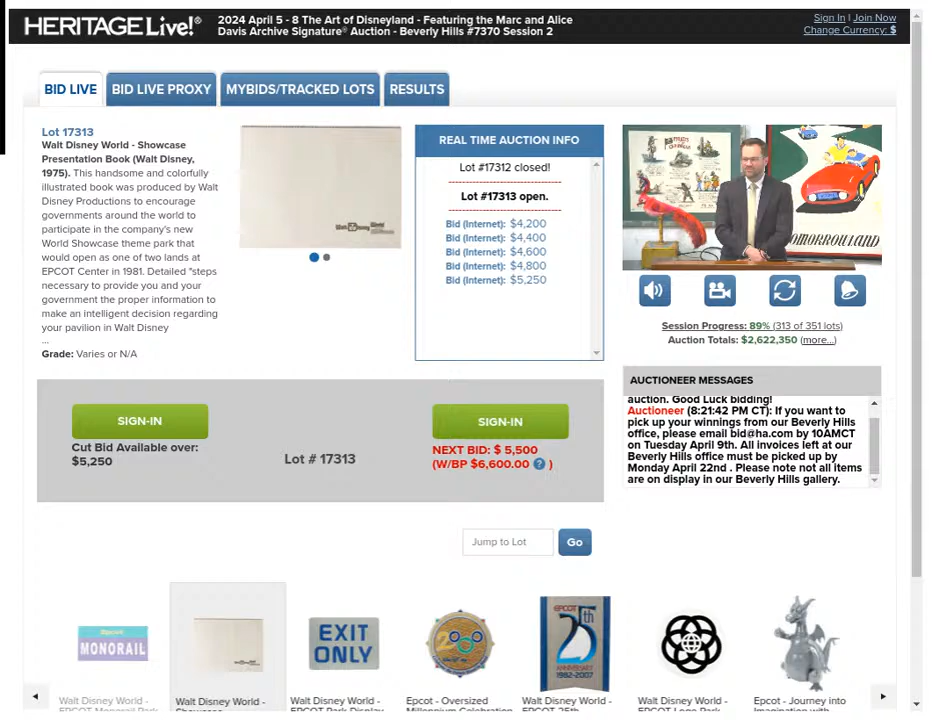 HERITAGE Live!®
2024 April 5 - 8 The Art of Disneyland - Featuring the Marc and Alice
Davis Archive Signature® Auction - Beverly Hills #7370 Session 2
Sign In | Join Now
Change Currency: $
BID LIVE
BID LIVE PROXY
MYBIDS/TRACKED LOTS
RESULTS
Lot 17313
Walt Disney World - Showcase
Presentation Book (Walt Disney,
1975). This handsome and colorfully
illustrated book was produced by Walt
Disney Productions to encourage
governments around the world to
participate in the company's new
World Showcase theme park that
would open as one of two lands at
EPCOT Center in 1981. Detailed "steps
necessary to provide you and your
government the proper information to
make an intelligent decision regarding
your pavilion in Walt Disney
...
Grade: Varies or N/A
Walt Disney World
REAL TIME AUCTION INFO
Lot #17312 closed!
Lot #17313 open.
Bid (Internet): $4,200
Bid (Internet): $4,400
Bid (Internet): $4,600
Bid (Internet): $4,800
Bid (Internet): $5,250
TOMORROWLAND
Session Progress: 89% (313 of 351 lots)
Auction Totals: $2,622,350 (more...)
AUCTIONEER MESSAGES
auction. Good Luck bidding!
Auctioneer (8:21:42 PM CT): If you want to
pick up your winnings from our Beverly Hills
office, please email bid@ha.com by 10AMCT
on Tuesday April 9th. All invoices left at our
Beverly Hills office must be picked up by
Monday April 22nd . Please note not all items
are on display in our Beverly Hills gallery.
SIGN-IN
Cut Bid Available over:
$5,250
Lot # 17313
SIGN-IN
NEXT BID: $ 5,500
(W/BP $6,600.00 ? )
Jump to Lot
Go
Epcot
MONORAIL
EXIT
ONLY
EPCOT
25th
ANNIVERSARY
1982-2007
Walt Disney World -
EPCOT Monorail Park
Walt Disney World -
Showcase
Walt Disney World -
EPCOT Park Display
Epcot - Oversized
Millennium Celebration
Walt Disney World -
EPCOT 25th
Walt Disney World -
EPCOT Logo Park
Epcot - Journey into
Imagination with